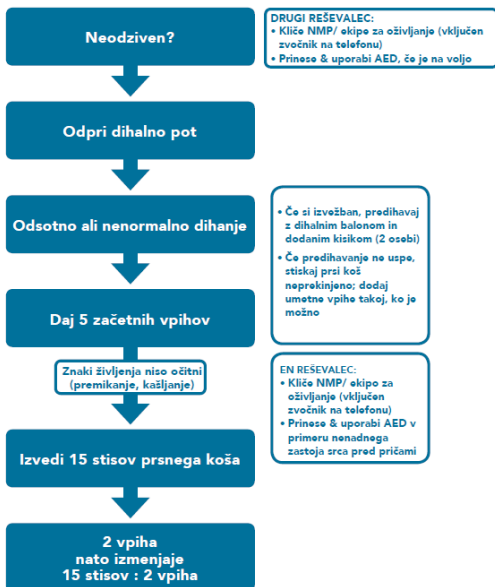 Neodziven?
DRUGI REŠEVALEC:
• Kliče NMP/ ekipe za oživljanje (vključen
zvočnik na telefonu)
• Prinese & uporabi AED, če je na voljo
Odpri dihalno pot
Odsotno ali nenormalno dihanje
• Če si izvežban, predihavaj
z dihalnim balonom in
dodanim kisikom (2 osebi)
• Če predihavanje ne uspe,
stiskaj prsi koš
neprekinjeno; dodaj
umetne vpihe takoj, ko je
možno
Daj 5 začetnih vpihov
Znaki življenja niso očitni
(premikanje, kašljanje)
EN REŠEVALEC:
• Kliče NMP/ ekipo za
oživljanje (vključen
zvočnik na telefonu)
• Prinese & uporabi AED v
primeru nenadnega
zastoja srca pred pričami
Izvedi 15 stisov prsnega koša
2 vpiha
nato izmenjaje
15 stisov : 2 vpiha